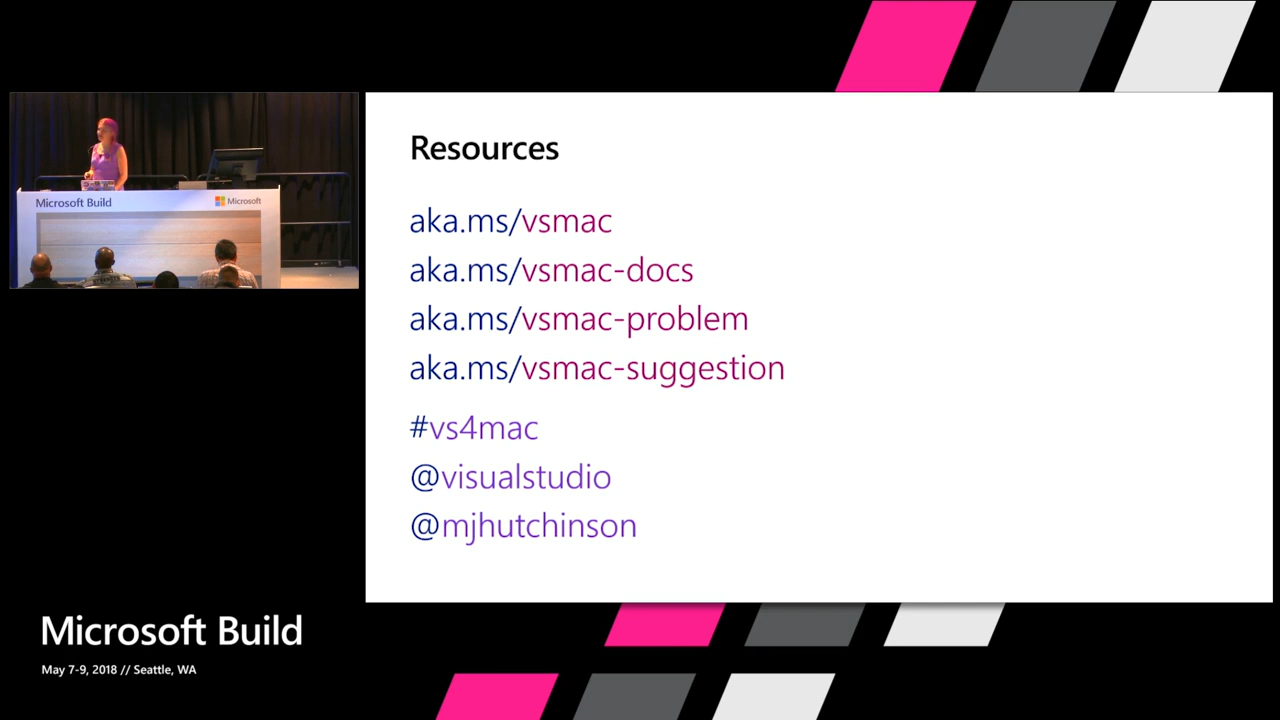 Microsoft Build
Microsoft
Resources
aka.ms/vsmac
aka.ms/vsmac-docs
aka.ms/vsmac-problem
aka.ms/vsmac-suggestion
#vs4mac
@visualstudio
@mjhutchinson
Microsoft Build
May 7-9, 2018 // Seattle, WA